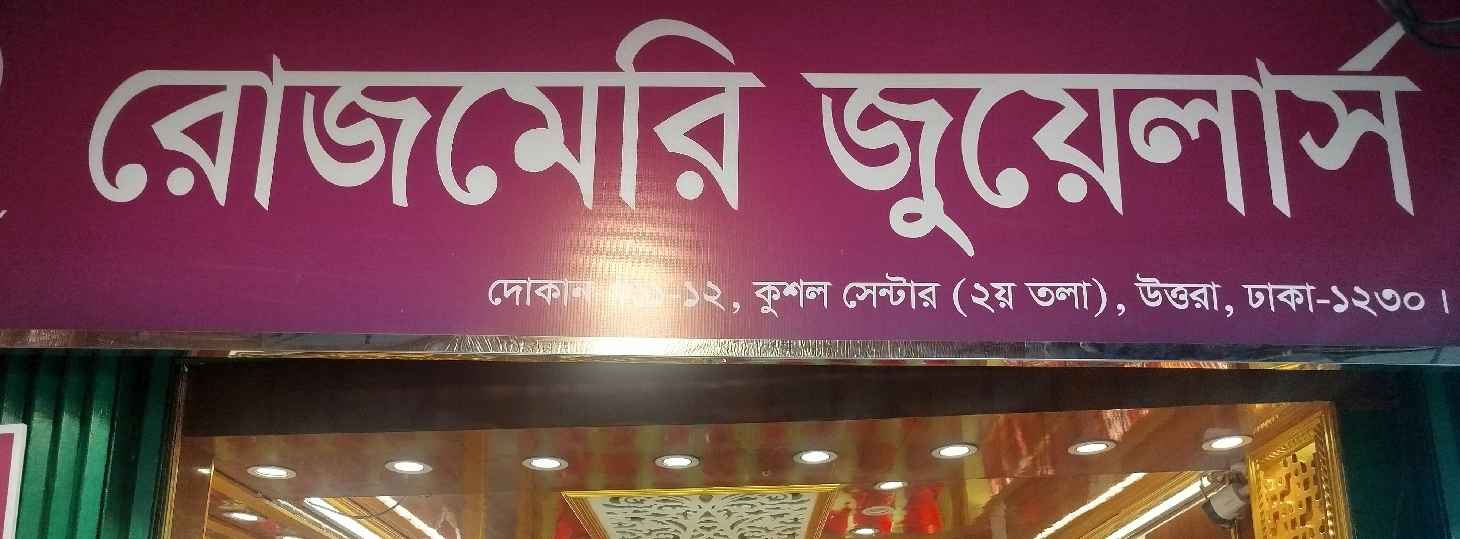 রোজমেরি জুয়েলার্স
দোকান -১২, কুশল সেন্টার (২য় তলা), উত্তরা, ঢাকা-১২৩০।